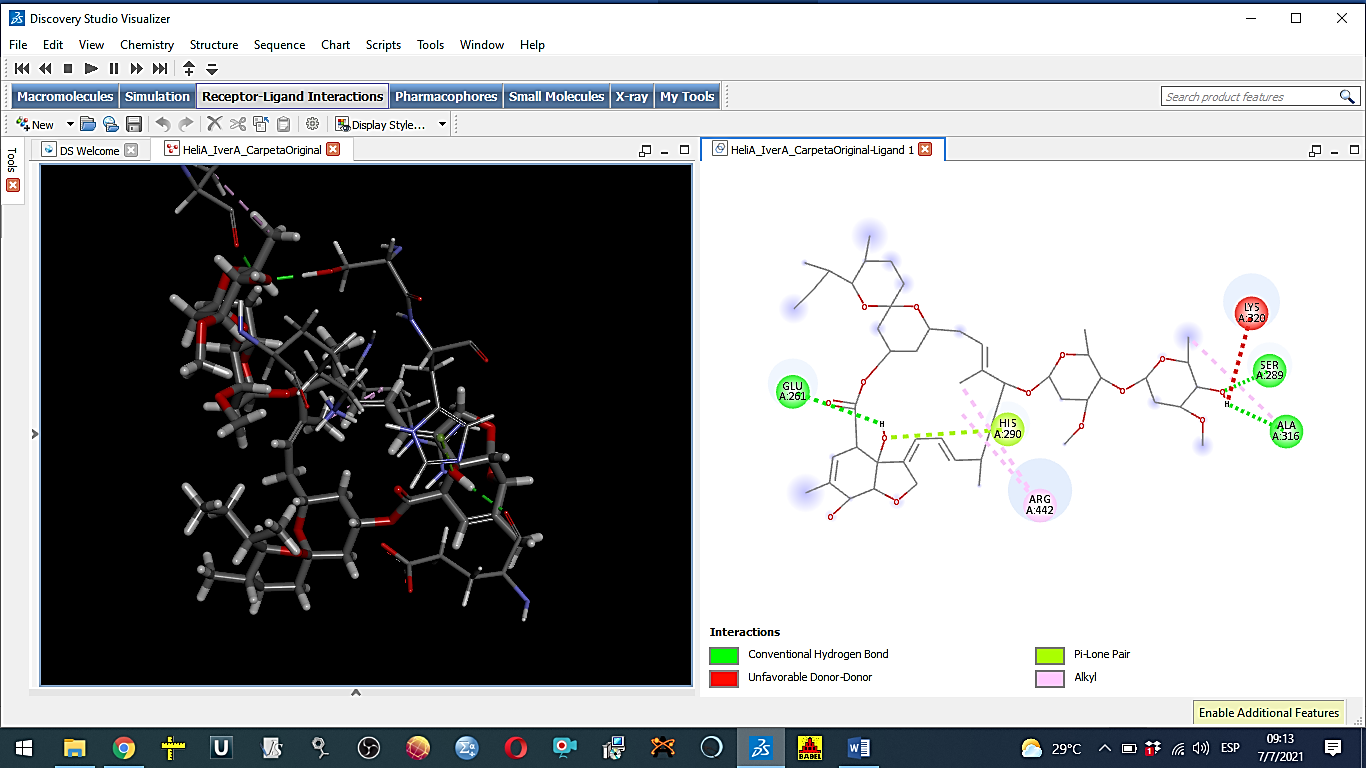 Discovery Studio Visualizer
File Edit View Chemistry Structure Sequence Chart Scripts Tools Window Help
Macromolecules Simulation Receptor-Ligand Interactions Pharmacophores Small Molecules X-ray My Tools
Search product features
New Display Style...
Tools
DS Welcome HeliA_IverA_CarpetaOriginal
HeliA_IverA_CarpetaOriginal-Ligand 1
LYS
A:320
SER
A:289
ALA
A:316
GLU
A:261
HIS
A:290
ARG
A:442
O
O
O
O
O
O
O
O
O
O
O
O
O
O
H
H
Interactions
Conventional Hydrogen Bond
Unfavorable Donor-Donor
Pi-Lone Pair
Alkyl
Enable Additional Features
U
BABEL
29°C
ESP
09:13
7/7/2021